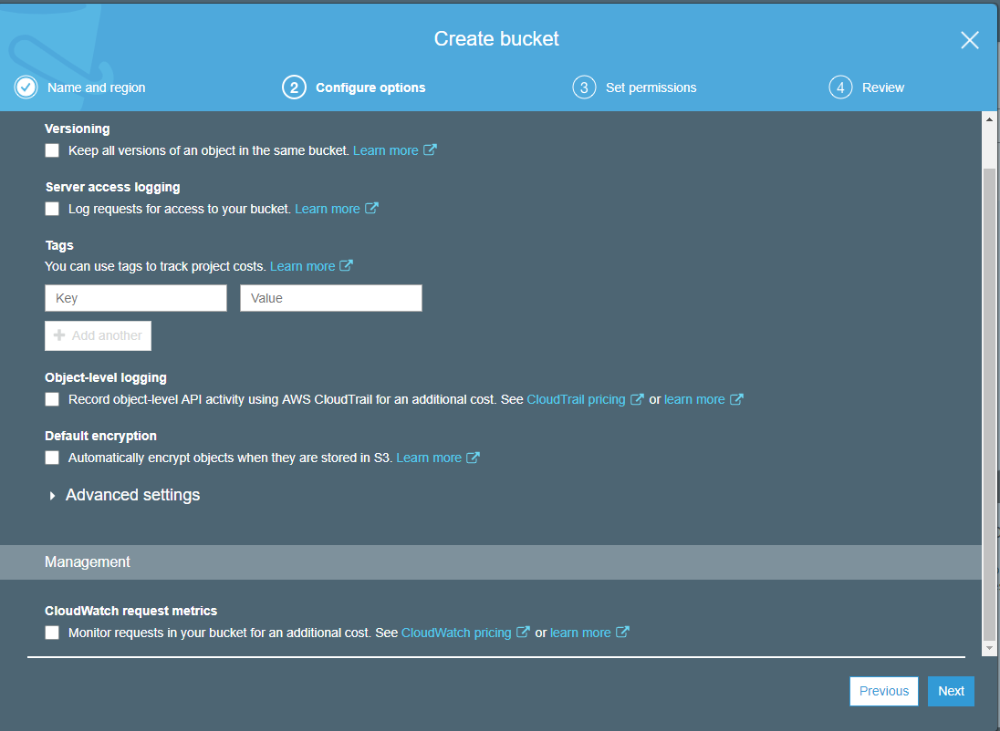 Create bucket
Name and region
2 Configure options
3 Set permissions
4 Review
Versioning
Keep all versions of an object in the same bucket. Learn more
Server access logging
Log requests for access to your bucket. Learn more
Tags
You can use tags to track project costs. Learn more
Key Value
Add another
Object-level logging
Record object-level API activity using AWS CloudTrail for an additional cost. See CloudTrail pricing or learn more
Default encryption
Automatically encrypt objects when they are stored in S3. Learn more
Advanced settings
Management
CloudWatch request metrics
Monitor requests in your bucket for an additional cost. See CloudWatch pricing or learn more
Previous Next